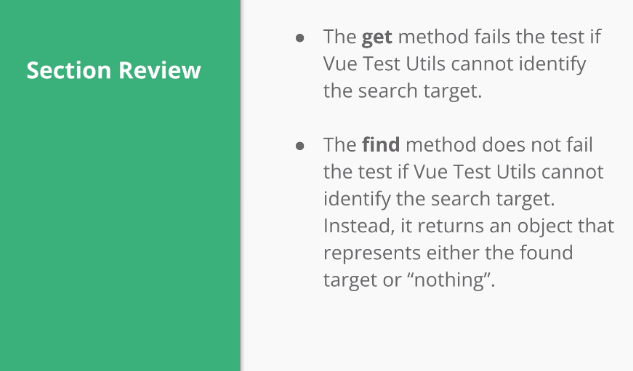 Section Review
● The get method fails the test if
Vue Test Utils cannot identify
the search target.
● The find method does not fail
the test if Vue Test Utils cannot
identify the search target.
Instead, it returns an object that
represents either the found
target or “nothing”.